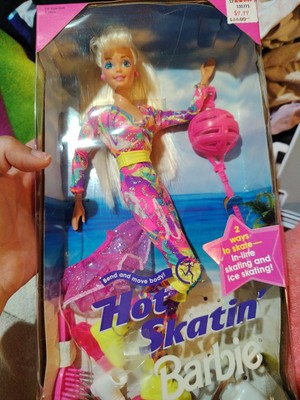 Bend and move body!
2 ways
to skate—
in-line
skating and
ice skating!
Hot
Skatin'
Barbie